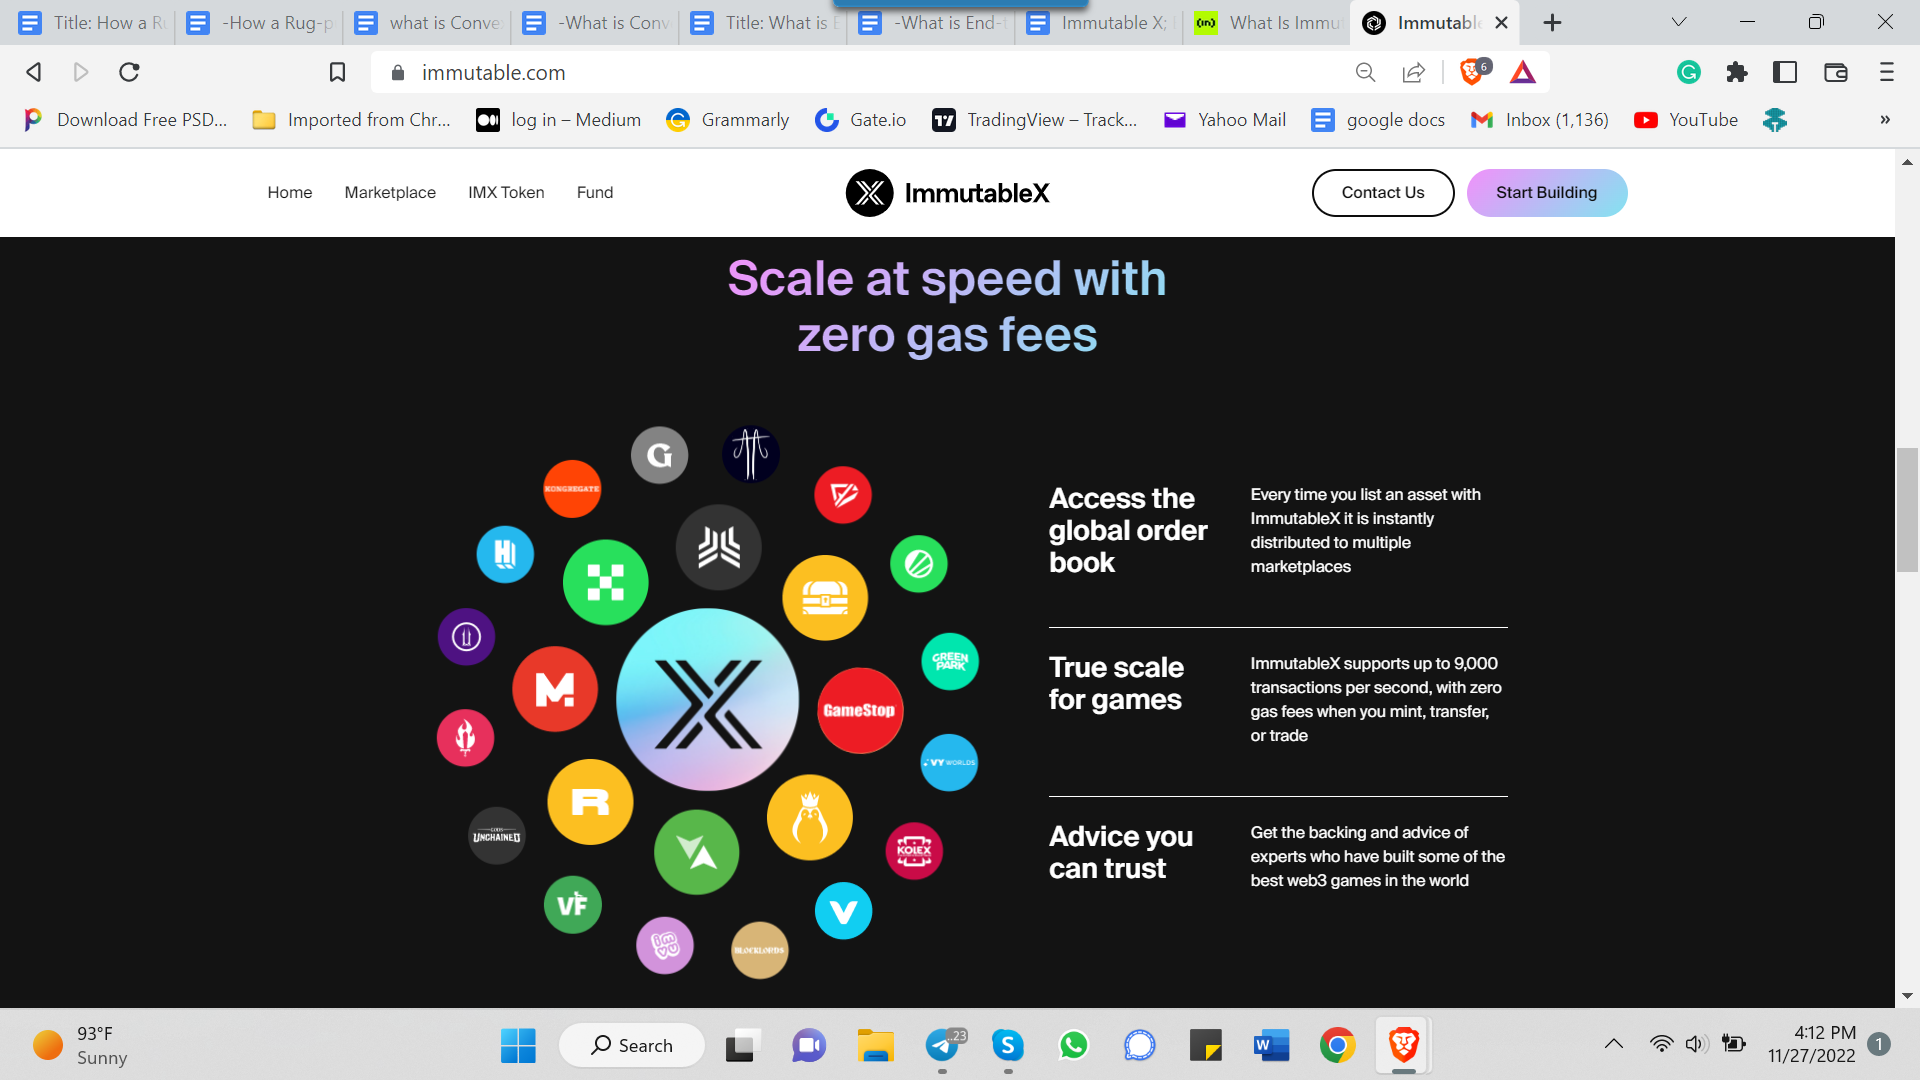 Title: How a Ru
-How a Rug-p
what is Conve
-What is Conv
Title: What is E
-What is End-t
Immutable X;
What Is Immut
Immutable
immutable.com
6
Download Free PSD...
Imported from Chr...
log in – Medium
Grammarly
Gate.io
TradingView – Track...
Yahoo Mail
google docs
Inbox (1,136)
YouTube
»
Home
Marketplace
IMX Token
Fund
ImmutableX
Contact Us
Start Building
Scale at speed with
zero gas fees
KONGREGATE
G
GREEN
PARK
M.
GameStop
VY WORLDS
R
GODS
UNCHAINED
KOLEX
VF
V
BLOCKLORDS
Access the
global order
book
Every time you list an asset with
ImmutableX it is instantly
distributed to multiple
marketplaces
True scale
for games
ImmutableX supports up to 9,000
transactions per second, with zero
gas fees when you mint, transfer,
or trade
Advice you
can trust
Get the backing and advice of
experts who have built some of the
best web3 games in the world
93°F
Sunny
Search
..23
4:12 PM
11/27/2022
1